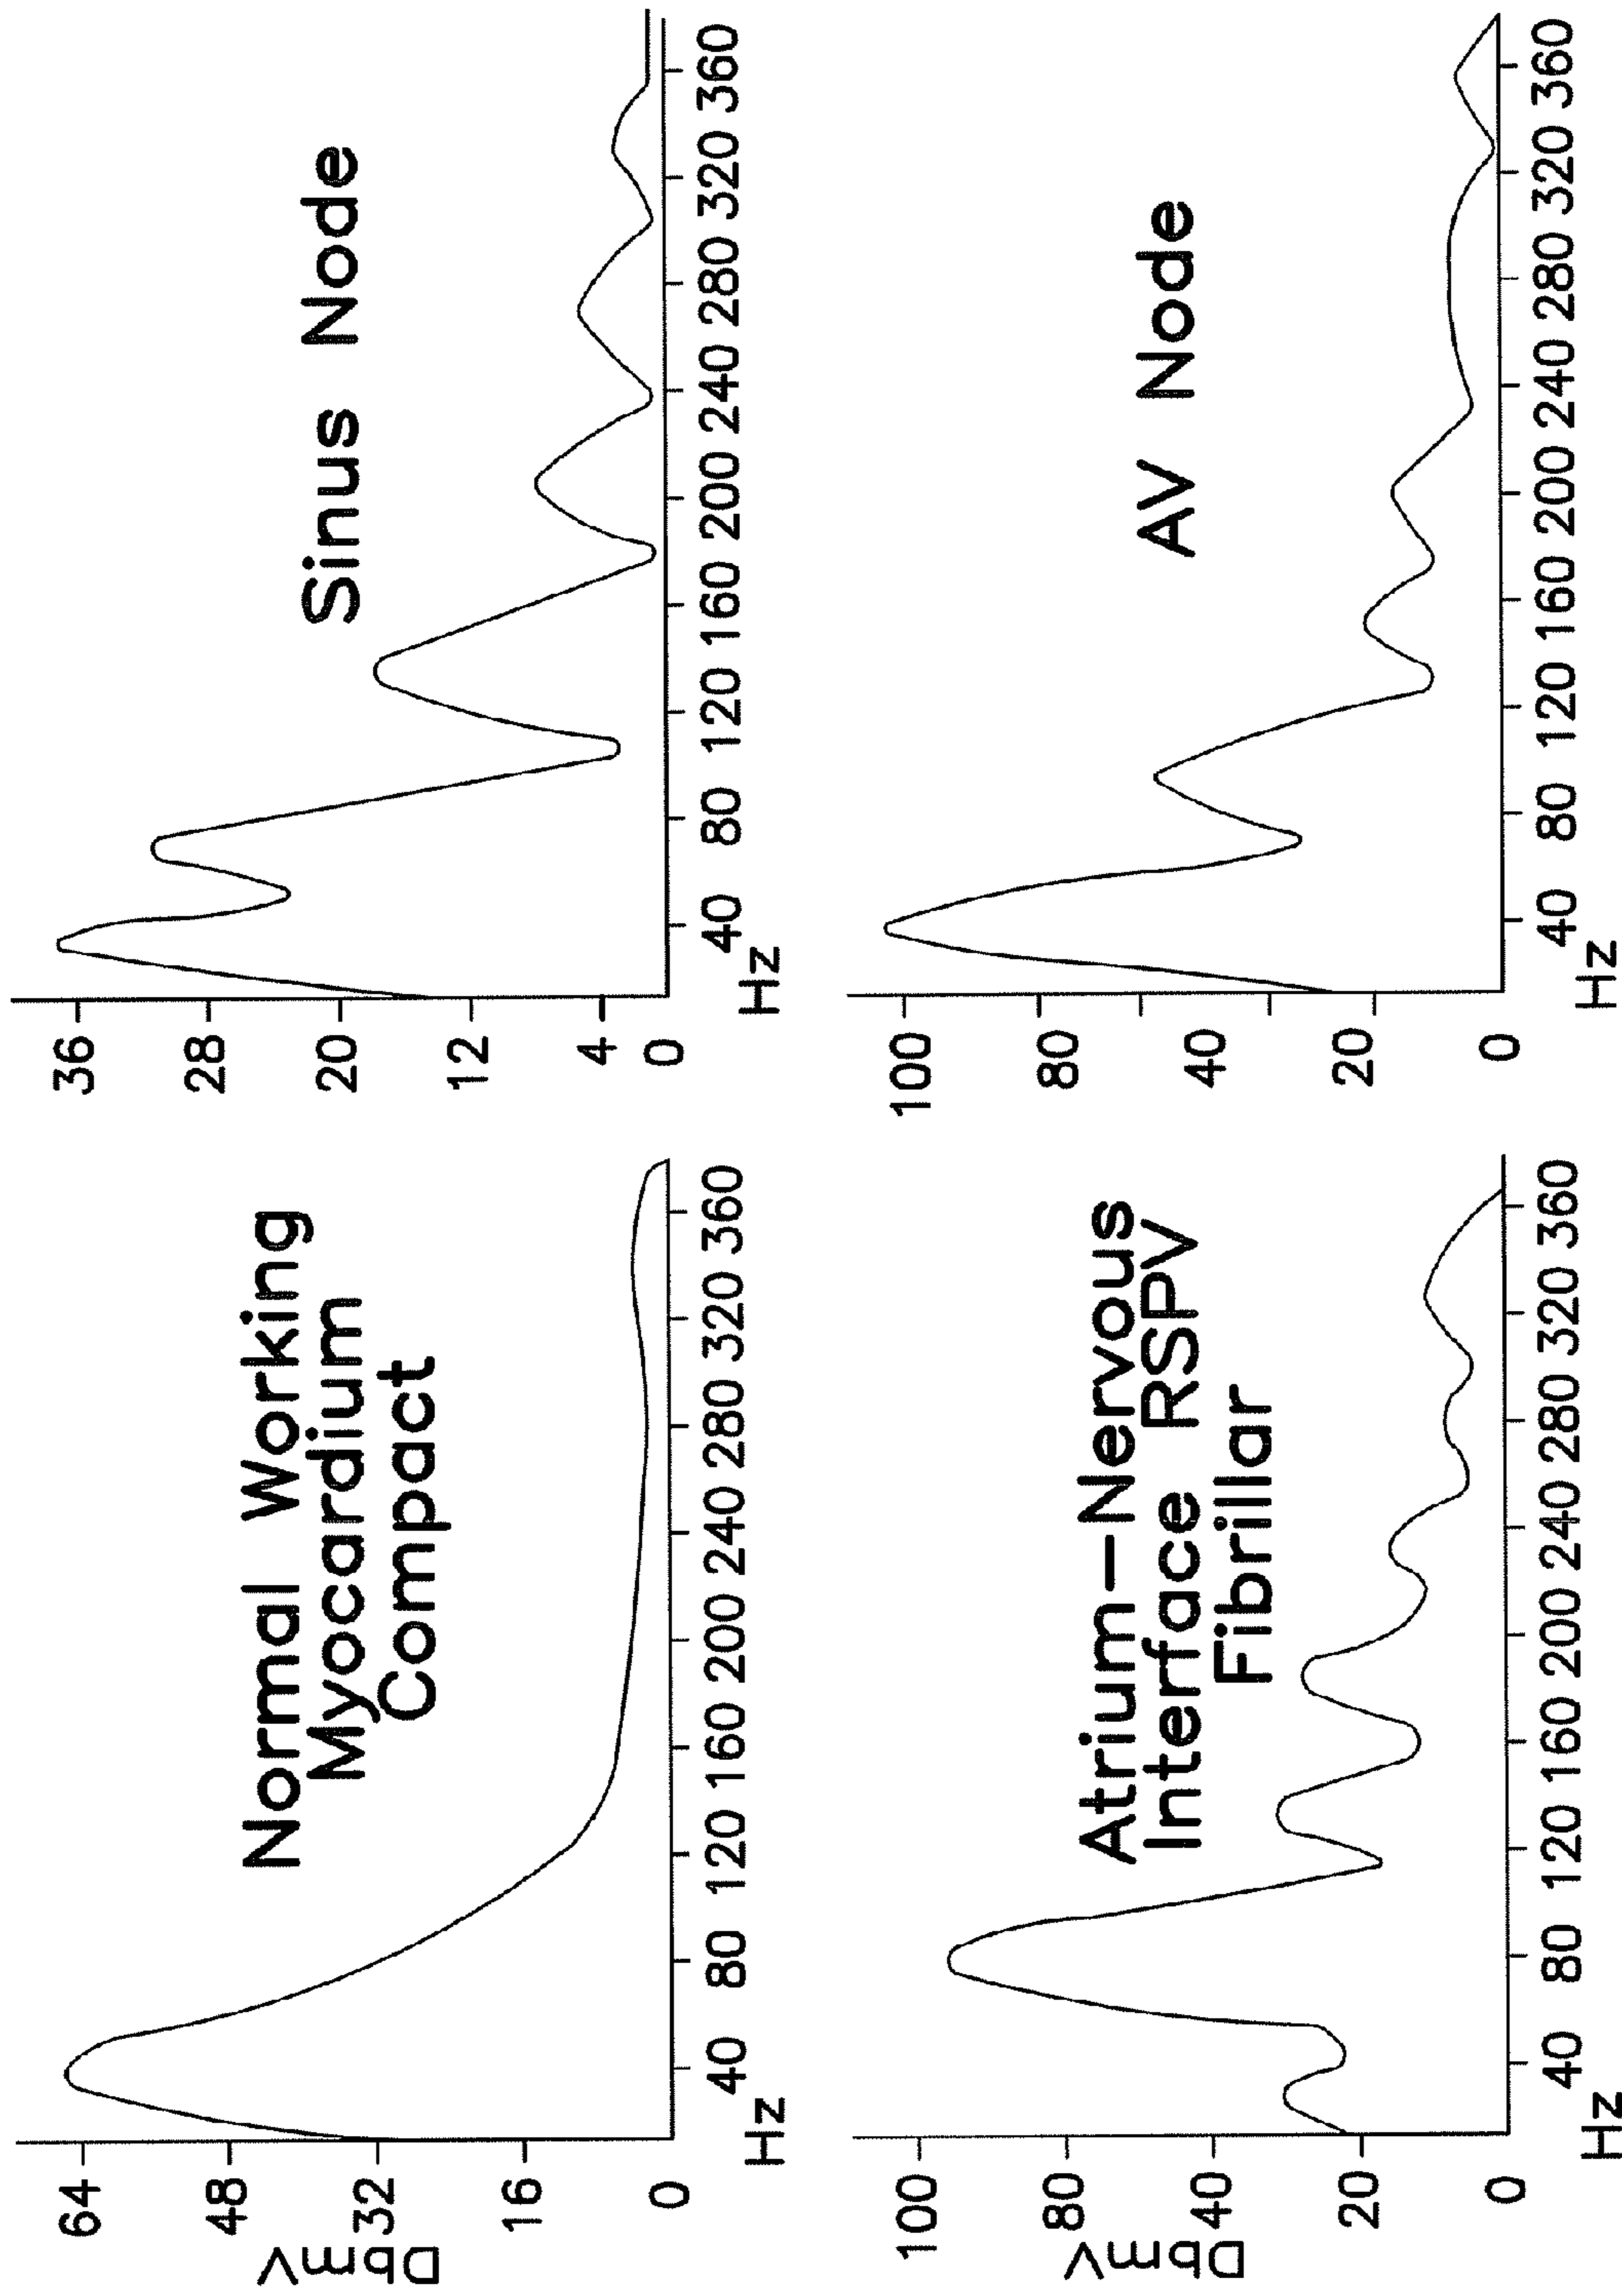 DbmV
64
48
32
16
0
Normal Working
Myocardium
Compact
40 80 120 160 200 240 280 320 360
Hz
36
28
20
12
4
0
Sinus Node
40 80 120 160 200 240 280 320 360
Hz
DbmV
100
80
40
20
0
Atrium-Nervous
Interface RSPV
Fibrillar
40 80 120 160 200 240 280 320 360
Hz
100
80
40
20
0
AV Node
40 80 120 160 200 240 280 320 360
Hz